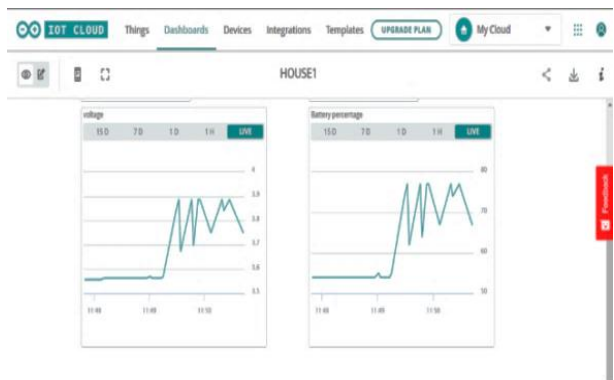 IOT CLOUD Things Dashboards Devices Integrations Templates UPGRADE PLAN My Cloud
HOUSE1
voltage
15 D 7 D 1 D 1 H LIVE
4
3,9
3,8
3,7
3,6
3,5
11:49 11:49 11:50
Battery percentage
15 D 7 D 1 D 1 H LIVE
80
70
60
50
11:49 11:49 11:50
Feedback